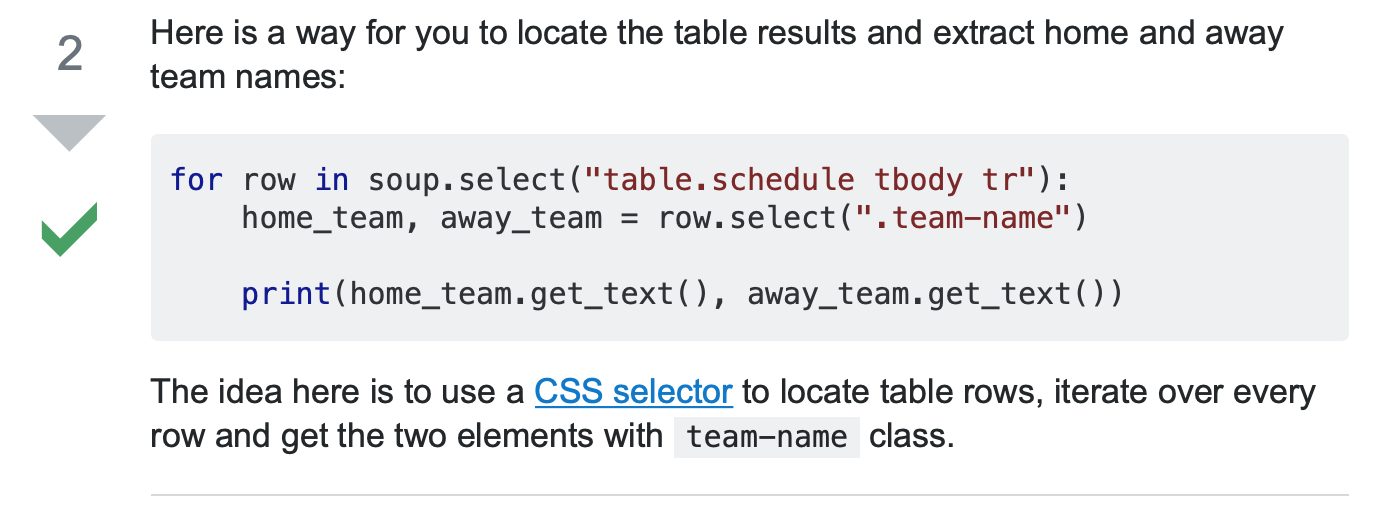 2
Here is a way for you to locate the table results and extract home and away
team names:
for row in soup.select("table.schedule tbody tr"):
    home_team, away_team = row.select(".team-name")

    print(home_team.get_text(), away_team.get_text())
The idea here is to use a CSS selector to locate table rows, iterate over every
row and get the two elements with team-name class.